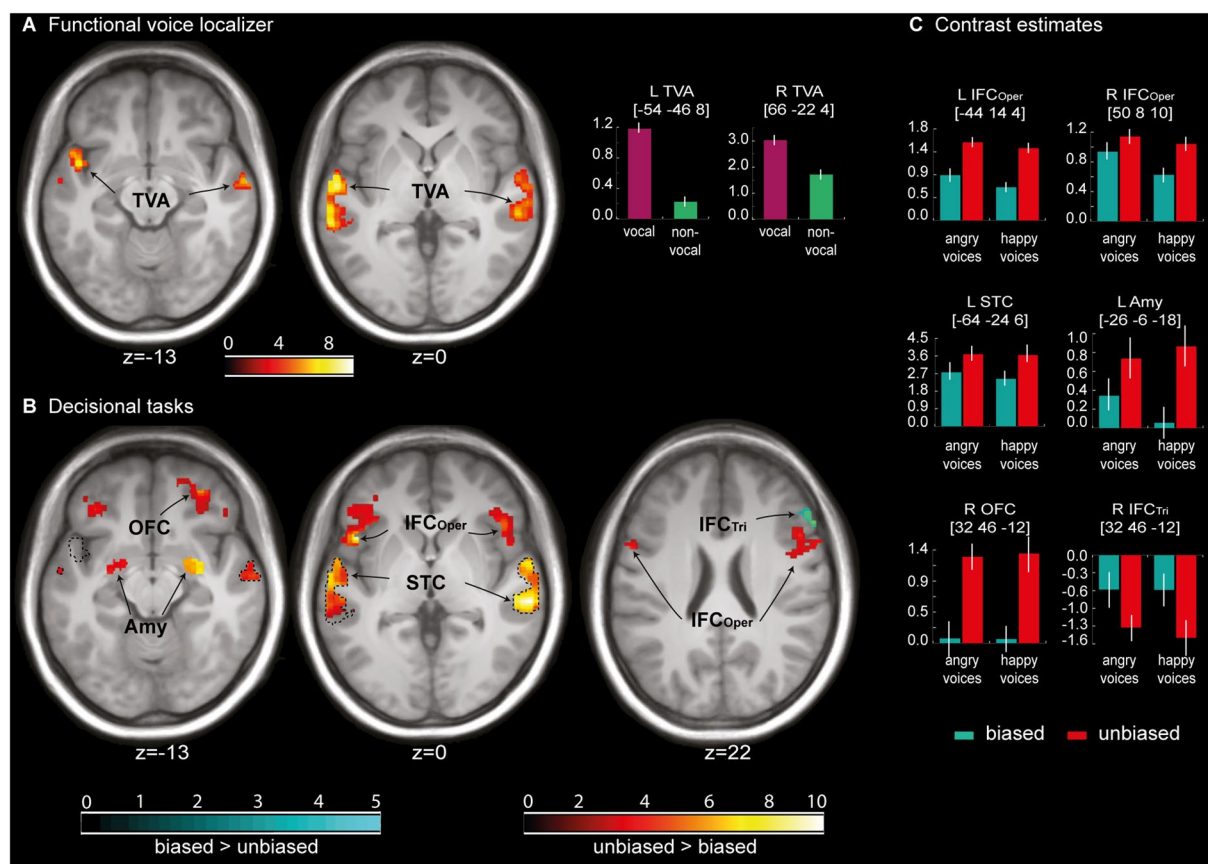 A Functional voice localizer
TVA
z=-13
TVA
z=0
0 4 8
L TVA
[-54 -46 8]
1.2
0.8
0.4
0.0
vocal
non-
vocal
R TVA
[66 -22 4]
3.0
2.0
1.0
0.0
vocal
non-
vocal
B Decisional tasks
OFC
Amy
z=-13
IFCOper
STC
z=0
IFCTri
IFCOper
z=22
0 1 2 3 4 5
biased > unbiased
0 2 4 6 8 10
unbiased > biased
C Contrast estimates
L IFCOper
[-44 14 4]
1.8
1.4
0.9
0.5
0.0
angry
voices
happy
voices
R IFCOper
[50 8 10]
1.2
0.9
0.6
0.3
0.0
angry
voices
happy
voices
L STC
[-64 -24 6]
4.5
3.6
2.7
1.8
0.9
0.0
angry
voices
happy
voices
L Amy
[-26 -6 -18]
1.0
0.8
0.4
0.2
0.0
angry
voices
happy
voices
R OFC
[32 46 -12]
1.4
0.9
0.5
0.0
angry
voices
happy
voices
R IFCTri
[32 46 -12]
0.0
-0.3
-0.6
-1.0
-1.3
-1.6
angry
voices
happy
voices
biased
unbiased